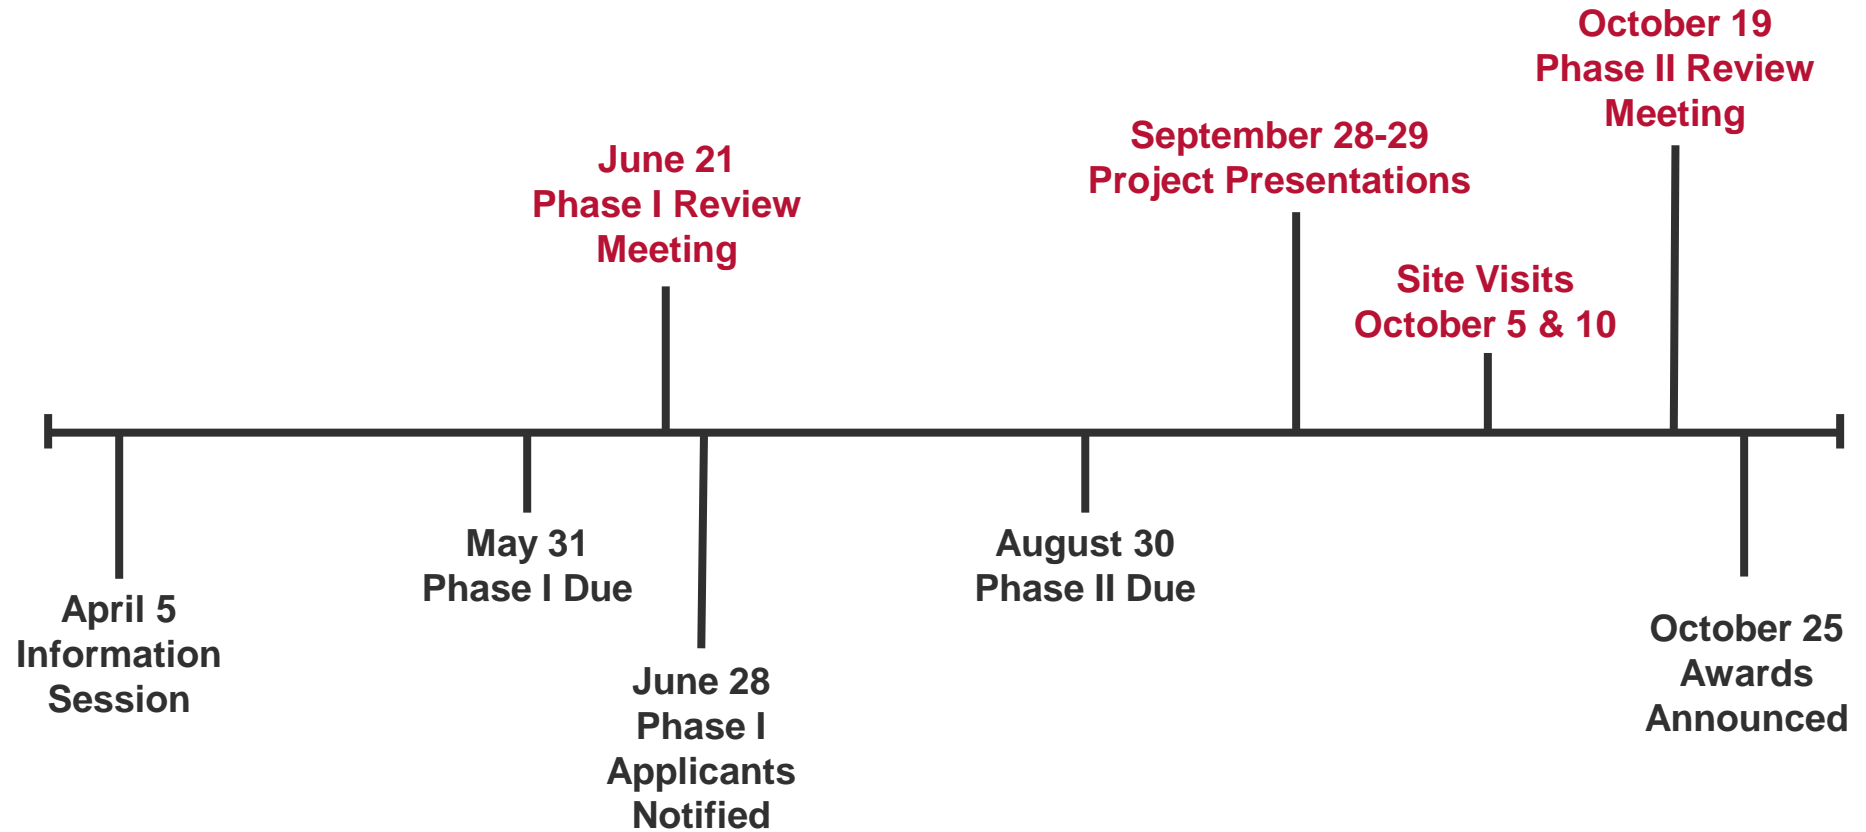 October 19
Phase II Review
Meeting
September 28-29
Project Presentations
June 21
Phase I Review
Meeting
Site Visits
October 5 & 10
May 31
Phase I Due
August 30
Phase II Due
April 5
Information
Session
October 25
Awards
Announced
June 28
Phase I
Applicants
Notified